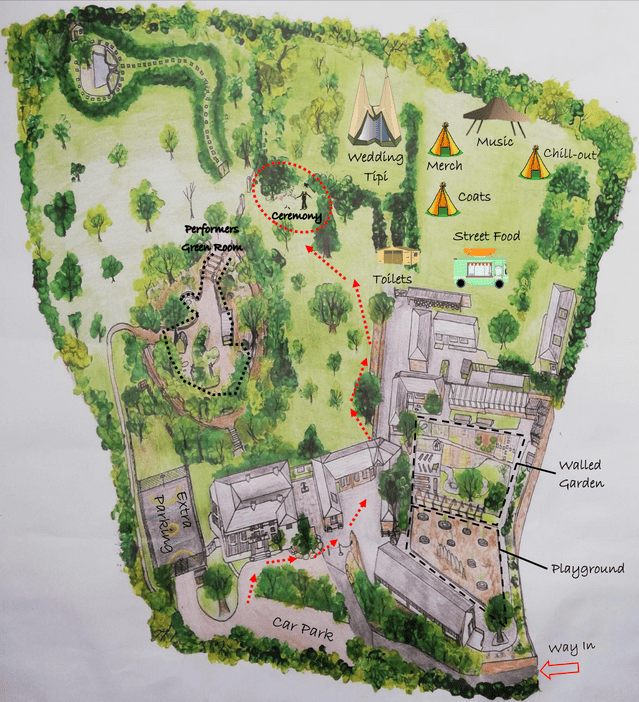 Wedding
Tipi
Merch
Music
Chill-out
Coats
Ceremony
Performers
Green Room
Street Food
Toilets
Walled
Garden
Extra
Parking
Playground
Car Park
Way In